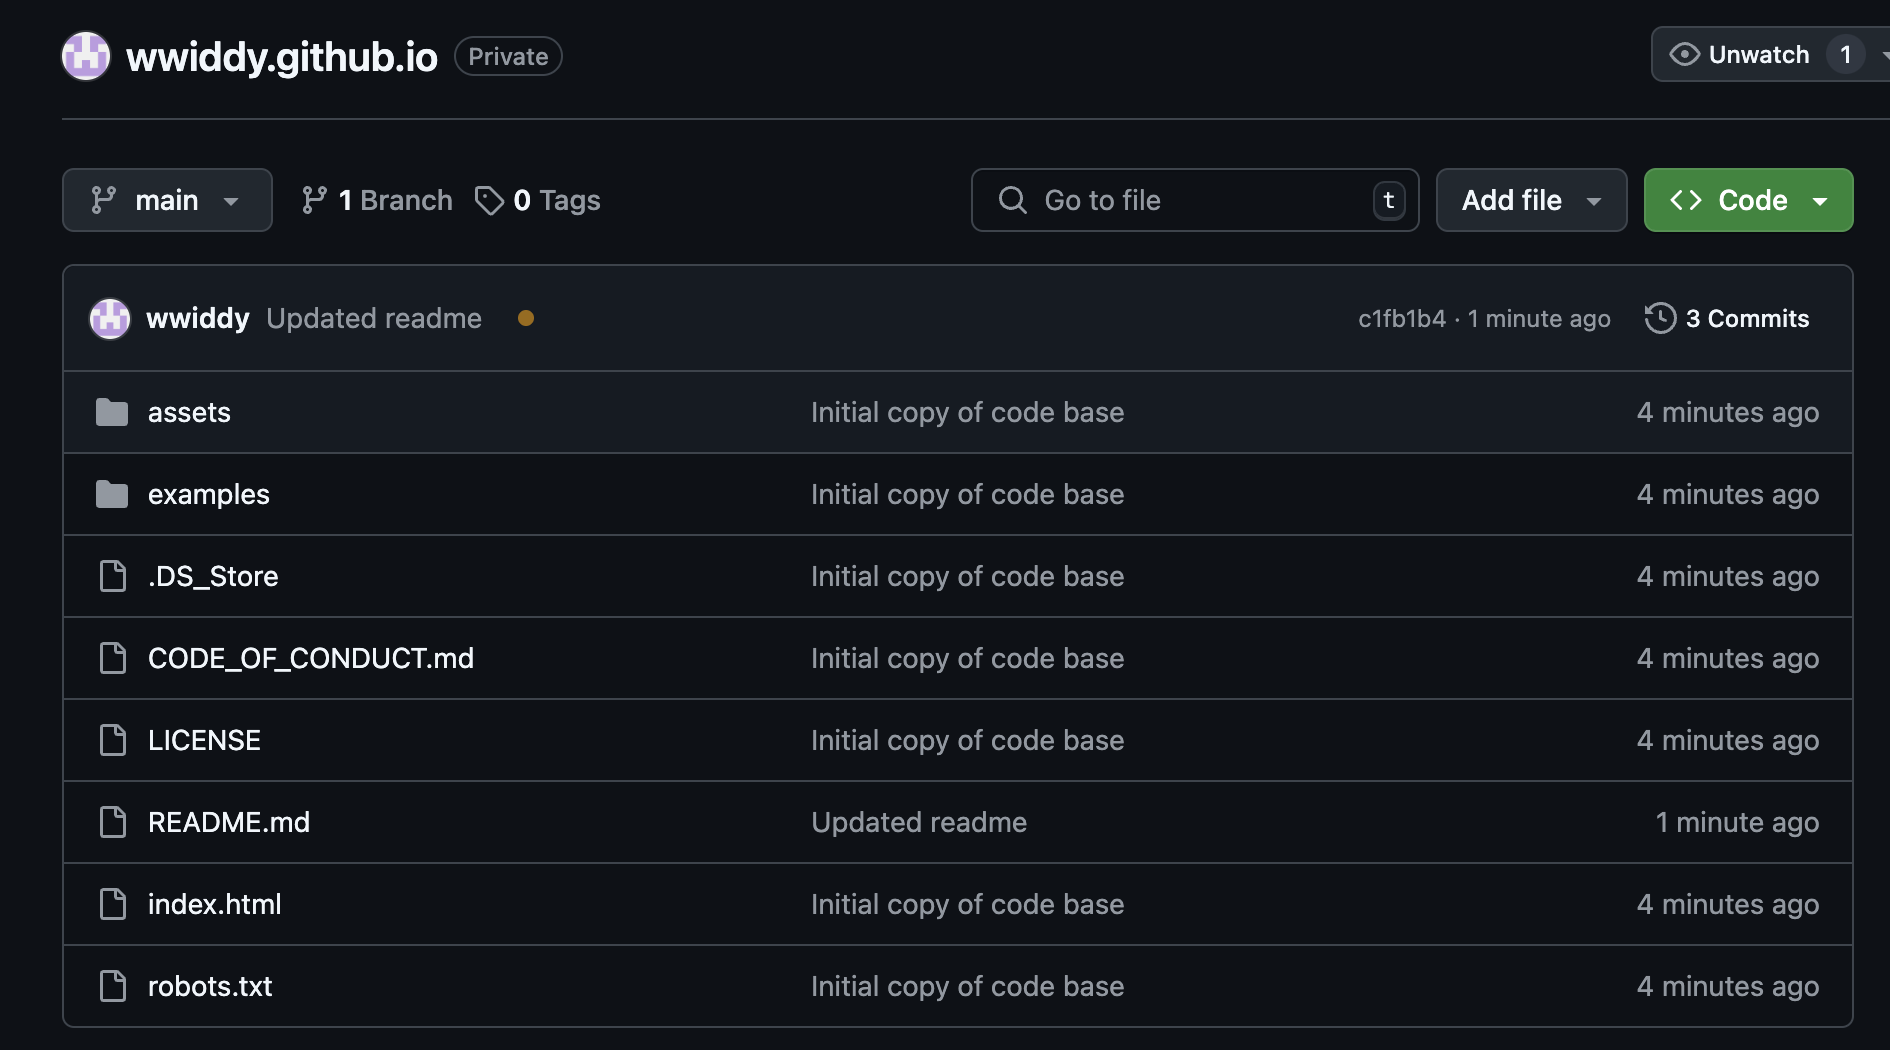 wwiddy.github.io Private Unwatch 1
main 1 Branch 0 Tags Go to file t Add file Code
wwiddy Updated readme c1fb1b4 · 1 minute ago 3 Commits
assets Initial copy of code base 4 minutes ago
examples Initial copy of code base 4 minutes ago
.DS_Store Initial copy of code base 4 minutes ago
CODE_OF_CONDUCT.md Initial copy of code base 4 minutes ago
LICENSE Initial copy of code base 4 minutes ago
README.md Updated readme 1 minute ago
index.html Initial copy of code base 4 minutes ago
robots.txt Initial copy of code base 4 minutes ago